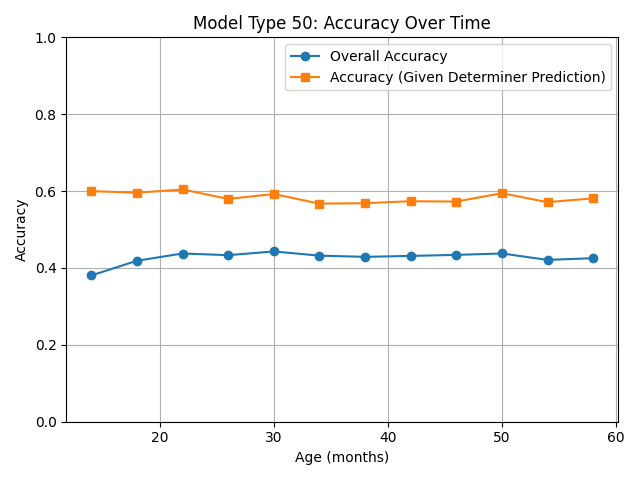 Model Type 50: Accuracy Over Time
Overall Accuracy
Accuracy (Given Determiner Prediction)
1.0
0.8
0.6
0.4
0.2
0.0
Accuracy
20 30 40 50 60
Age (months)